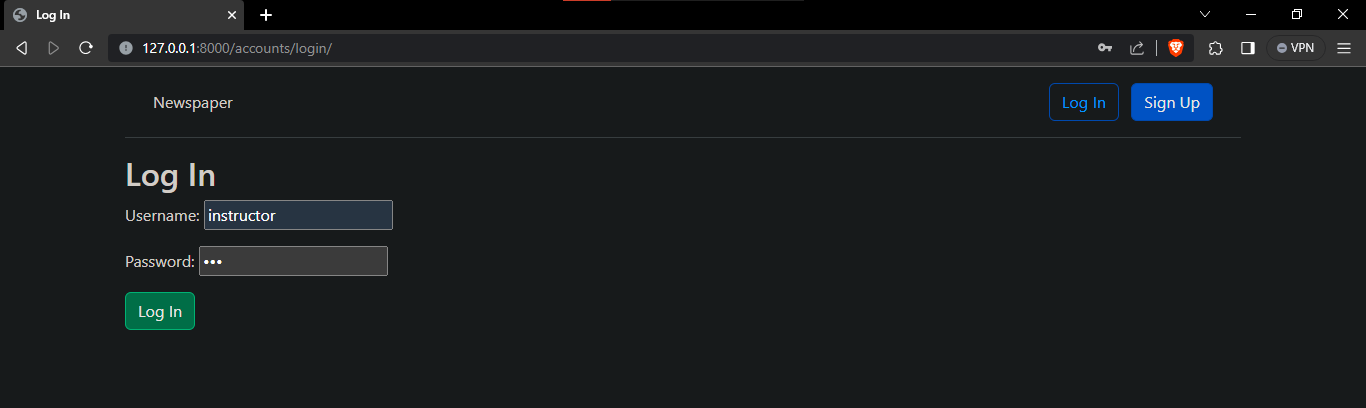 Log In
127.0.0.1:8000/accounts/login/
VPN
Newspaper
Log In
Sign Up
Log In
Username: instructor
Password: •••
Log In